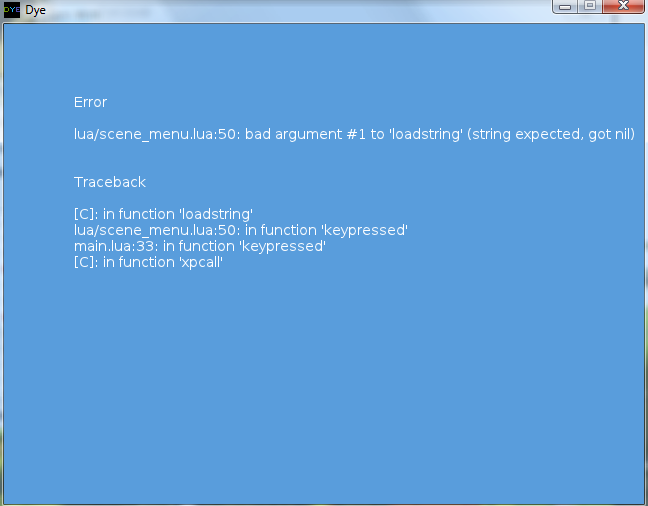 DYE Dye
Error
lua/scene_menu.lua:50: bad argument #1 to 'loadstring' (string expected, got nil)
Traceback
[C]: in function 'loadstring'
lua/scene_menu.lua:50: in function 'keypressed'
main.lua:33: in function 'keypressed'
[C]: in function 'xpcall'